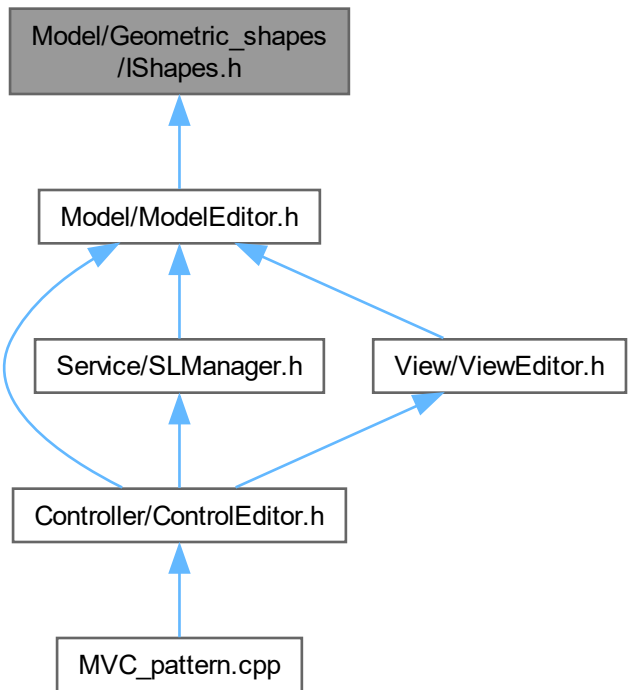 Model/Geometric_shapes
/IShapes.h
Model/ModelEditor.h
Service/SLManager.h
View/ViewEditor.h
Controller/ControlEditor.h
MVC_pattern.cpp